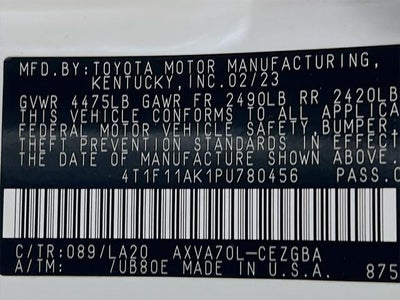 MFD.BY:TOYOTA MOTOR MANUFACTURING,
KENTUCKY,INC.02/23
GVWR 4475LB GAWR FR 2490LB RR 2420LB
THIS VEHICLE CONFORMS TO ALL APPLICA
FEDERAL MOTOR VEHICLE SAFETY,BUMPER,
THEFT PREVENTION STANDARDS IN EFFECT
THE DATE OF MANUFACTURE SHOWN ABOVE.
4T1F11AK1PU780456 PASS.C
C/TR:089/LA20 AXVA70L-CEZGBA
A/TM: /UB80E MADE IN U.S.A. 875